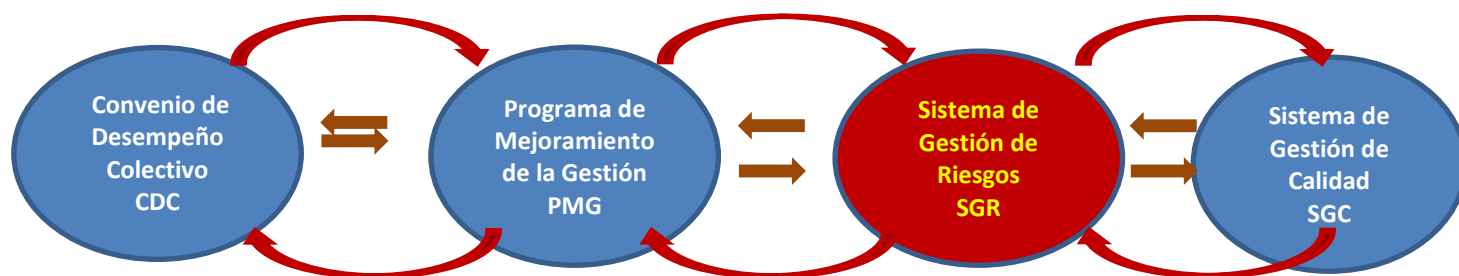 Convenio de
Desempeño
Colectivo
CDC
Programa de
Mejoramiento
de la Gestión
PMG
Sistema de
Gestión de
Riesgos
SGR
Sistema de
Gestión de
Calidad
SGC